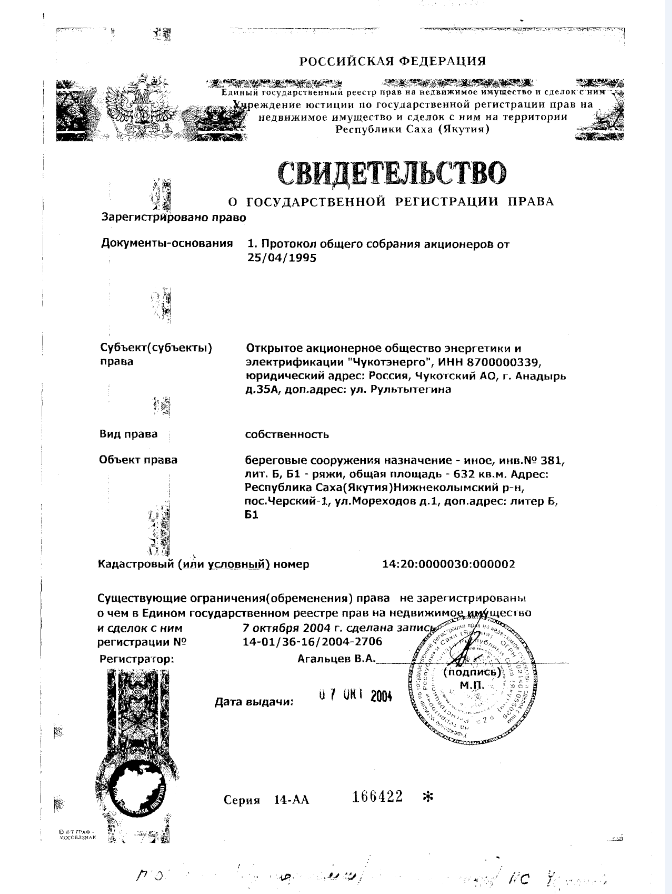 РОССИЙСКАЯ ФЕДЕРАЦИЯ
Единый государственный реестр прав на недвижимое имущество и сделок с ним
Учреждение юстиции по государственной регистрации прав на
недвижимое имущество и сделок с ним на территории
Республики Саха (Якутия)
СВИДЕТЕЛЬСТВО
О ГОСУДАРСТВЕННОЙ РЕГИСТРАЦИИ ПРАВА
Зарегистрировано право
Документы-основания 1. Протокол общего собрания акционеров от
25/04/1995
Субъект(субъекты) Открытое акционерное общество энергетики и
права электрификации "Чукотэнерго", ИНН 8700000339,
юридический адрес: Россия, Чукотский АО, г. Анадырь
д.35А, доп.адрес: ул. Рультытегина
Вид права собственность
Объект права береговые сооружения назначение - иное, инв.№ 381,
лит. Б, Б1 - ряжи, общая площадь - 632 кв.м. Адрес:
Республика Саха(Якутия)Нижнеколымский р-н,
пос.Черский-1, ул.Мореходов д.1, доп.адрес: литер Б,
Б1
Кадастровый (или условный) номер 14:20:0000030:000002
Существующие ограничения(обременения) права не зарегистрированы
о чем в Едином государственном реестре прав на недвижимое имущество
и сделок с ним 7 октября 2004 г. сделана запись
регистрации № 14-01/36-16/2004-2706
Регистратор: Агальцев В.А.
(подпись)
М.П.
Дата выдачи: 07 ОКТ 2004
Серия 14-АА 166422 *